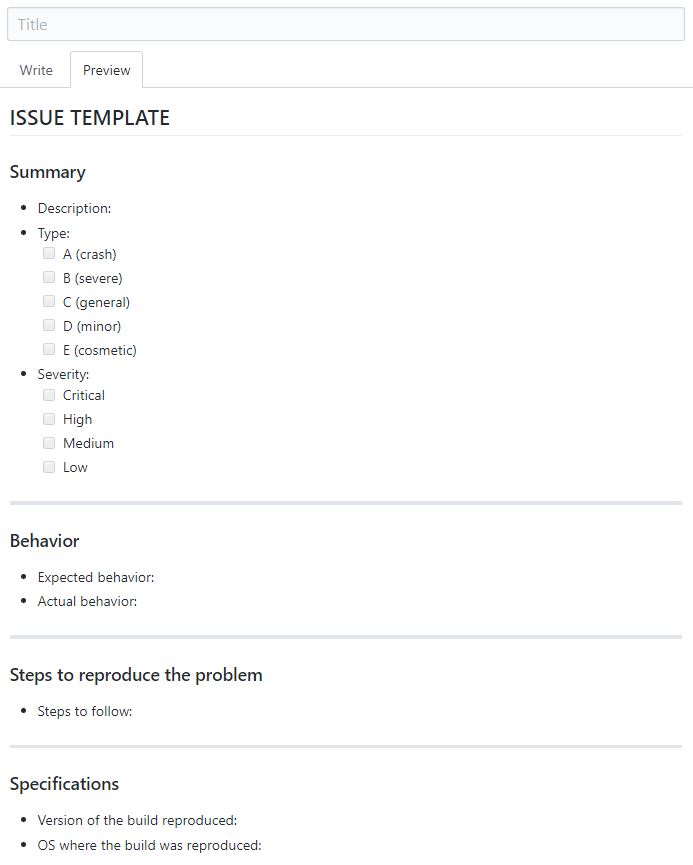 Title
Write Preview
ISSUE TEMPLATE
Summary
Description:
Type:
A (crash)
B (severe)
C (general)
D (minor)
E (cosmetic)
Severity:
Critical
High
Medium
Low
Behavior
Expected behavior:
Actual behavior:
Steps to reproduce the problem
Steps to follow:
Specifications
Version of the build reproduced:
OS where the build was reproduced: